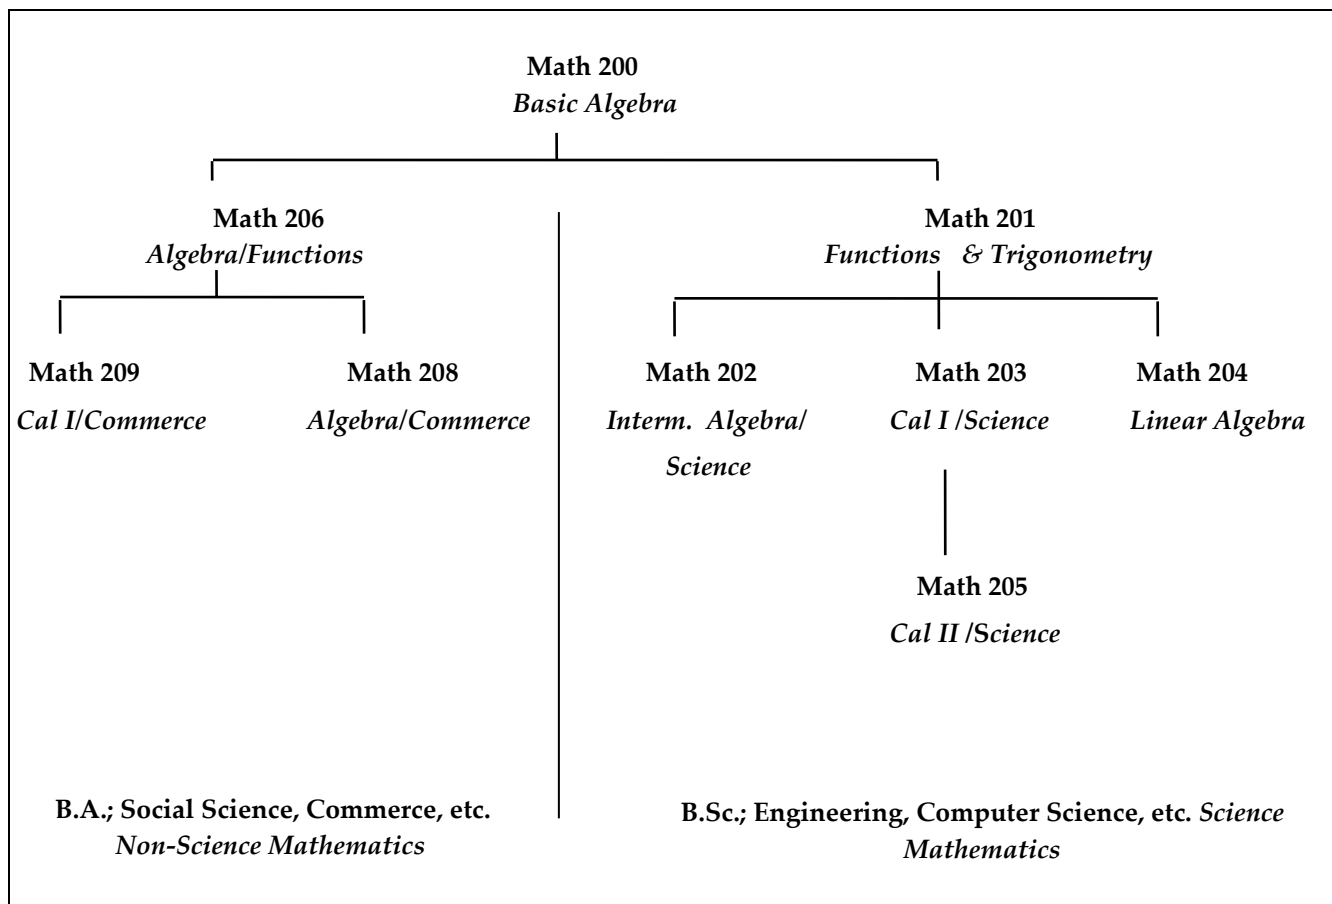 Math 200
Basic Algebra
Math 206
Algebra/Functions
Math 201
Functions & Trigonometry
Math 209
Cal I/Commerce
Math 208
Algebra/Commerce
Math 202
Interm. Algebra/
Science
Math 203
Cal I /Science
Math 204
Linear Algebra
Math 205
Cal II /Science
B.A.; Social Science, Commerce, etc.
Non-Science Mathematics
B.Sc.; Engineering, Computer Science, etc. Science
Mathematics